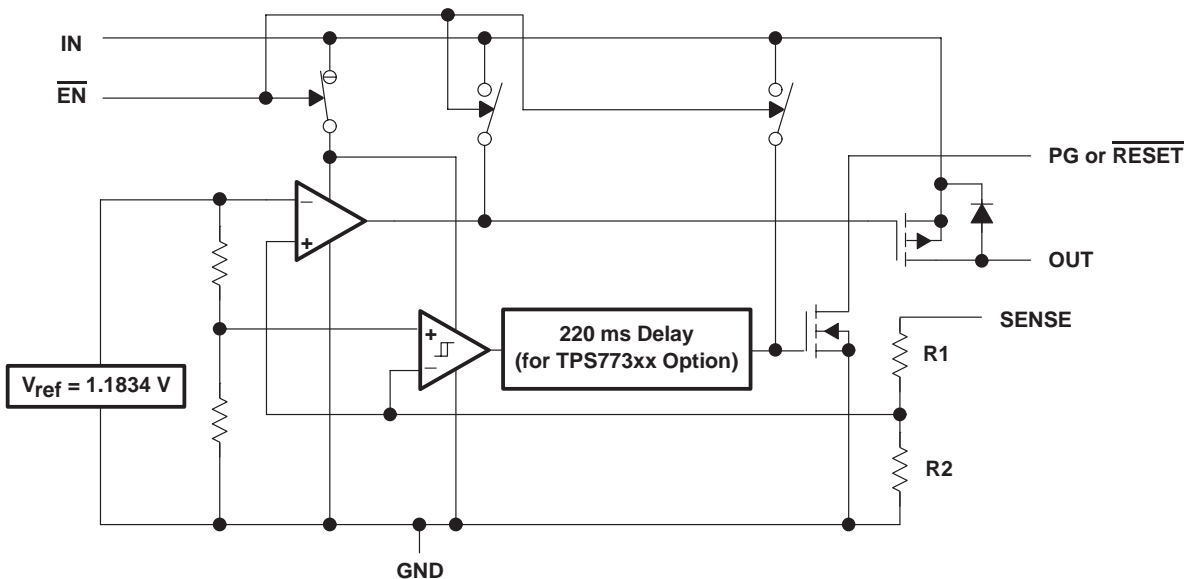 IN
EN
PG or RESET
−
+
OUT
SENSE
+
−
220 ms Delay
(for TPS773xx Option)
R1
Vref = 1.1834 V
R2
GND